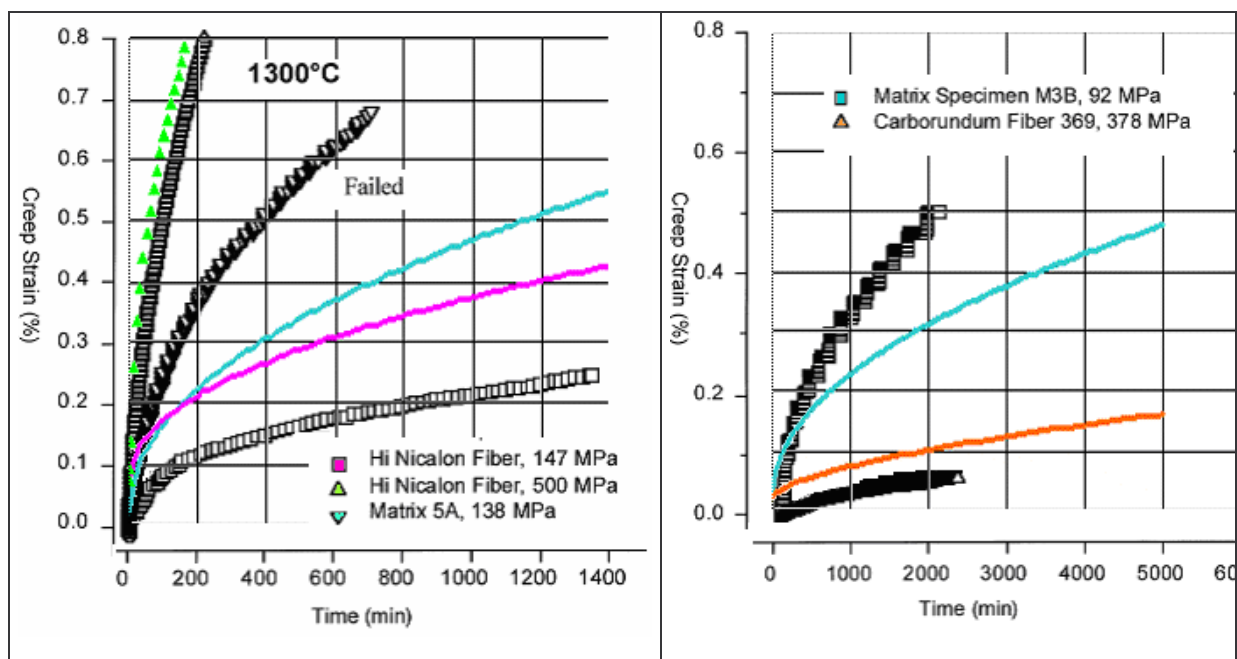 0.8
0.7
0.6
0.5
0.4
0.3
0.2
0.1
0.0
Creep Strain (%)
1300°C
Failed
Hi Nicalon Fiber, 147 MPa
Hi Nicalon Fiber, 500 MPa
Matrix 5A, 138 MPa
0 200 400 600 800 1000 1200 1400
Time (min)
0.8
0.6
0.4
0.2
0.0
Creep Strain (%)
Matrix Specimen M3B, 92 MPa
Carborundum Fiber 369, 378 MPa
0 1000 2000 3000 4000 5000 60
Time (min)